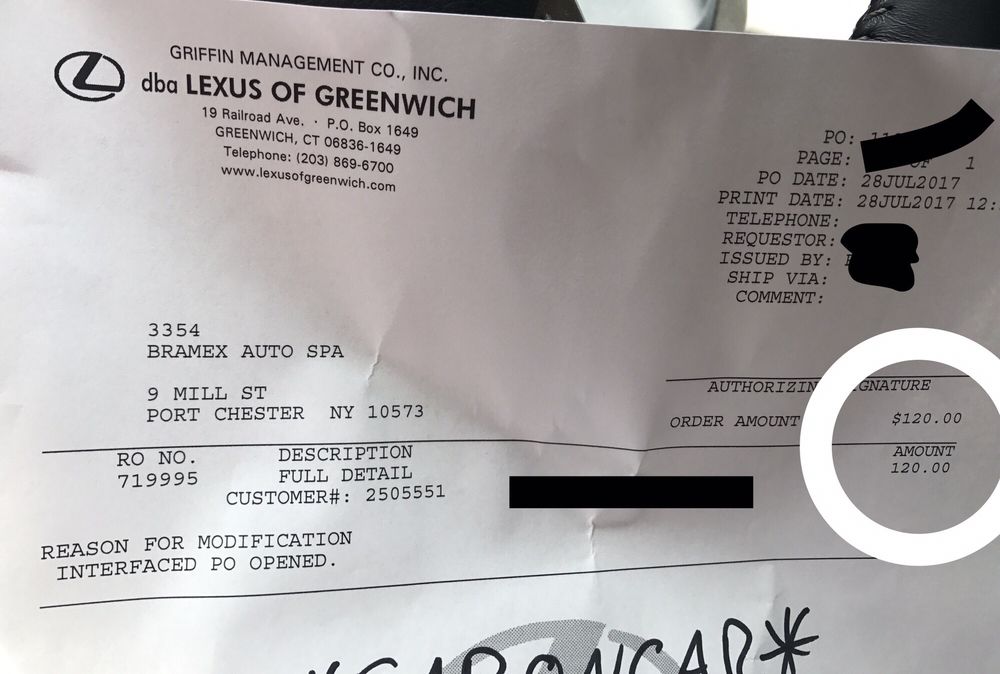 GRIFFIN MANAGEMENT CO., INC.
dba LEXUS OF GREENWICH
19 Railroad Ave. · P.O. Box 1649
GREENWICH, CT 06836-1649
Telephone: (203) 869-6700
www.lexusofgreenwich.com
PO:
PAGE: OF 1
PO DATE: 28JUL2017
PRINT DATE: 28JUL2017 12:
TELEPHONE:
REQUESTOR:
ISSUED BY:
SHIP VIA:
COMMENT:
3354
BRAMEX AUTO SPA
9 MILL ST
PORT CHESTER NY 10573
AUTHORIZIN GNATURE
ORDER AMOUNT $120.00
RO NO. DESCRIPTION AMOUNT
719995 FULL DETAIL 120.00
CUSTOMER#: 2505551
REASON FOR MODIFICATION
INTERFACED PO OPENED.